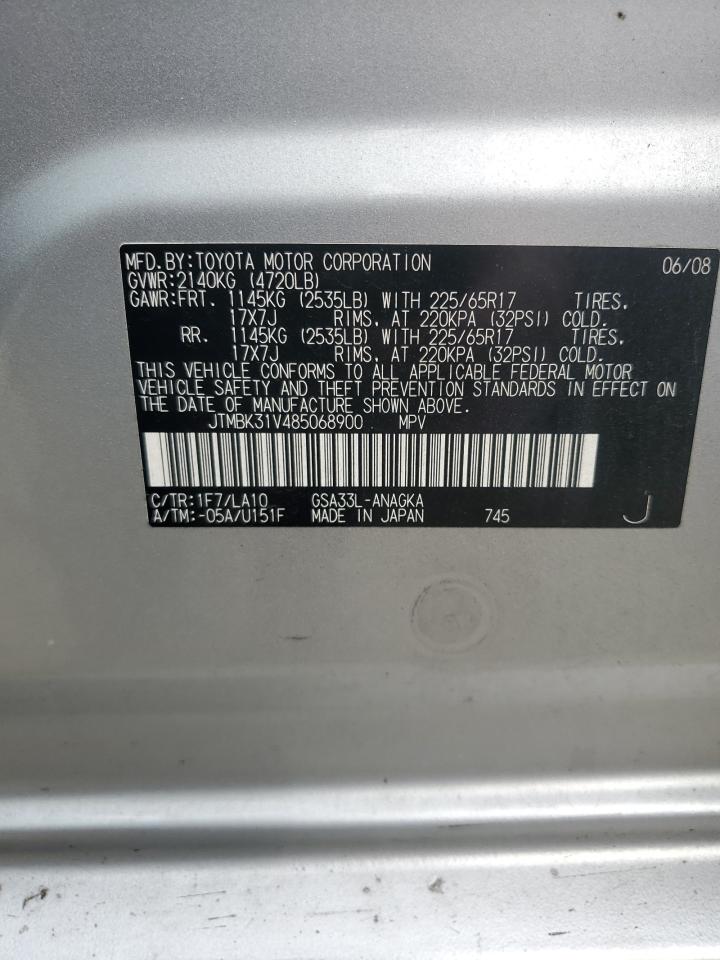 MFD.BY:TOYOTA MOTOR CORPORATION 06/08
GVWR:2140KG (4720LB)
GAWR:FRT. 1145KG (2535LB) WITH 225/65R17 TIRES.
17X7J RIMS, AT 220KPA (32PSI) COLD.
RR. 1145KG (2535LB) WITH 225/65R17 TIRES.
17X7J RIMS, AT 220KPA (32PSI) COLD.
THIS VEHICLE CONFORMS TO ALL APPLICABLE FEDERAL MOTOR
VEHICLE SAFETY AND THEFT PREVENTION STANDARDS IN EFFECT ON
THE DATE OF MANUFACTURE SHOWN ABOVE.
JTMBK31V485068900 MPV
C/TR:1F7/LA10 GSA33L-ANAGKA
A/TM:-05A/U151F MADE IN JAPAN 745 J